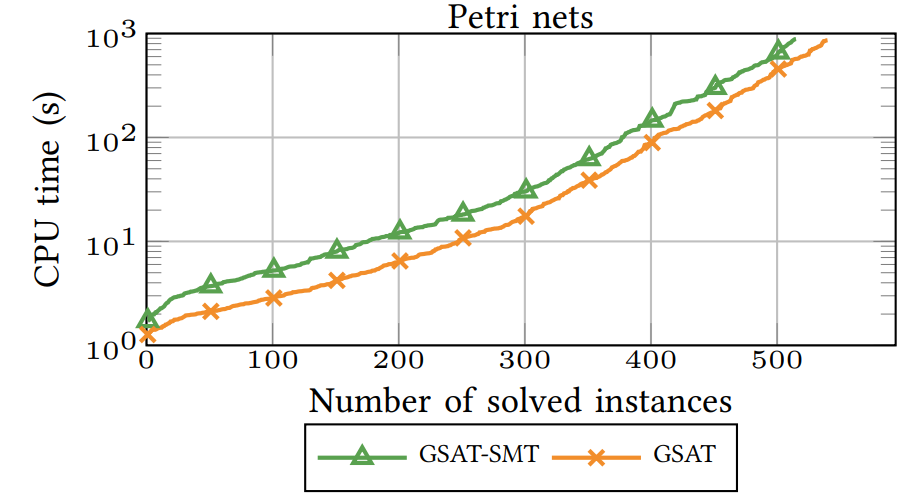 Petri nets
CPU time (s)
10^3
10^2
10^1
10^0
0 100 200 300 400 500
Number of solved instances
GSAT-SMT GSAT